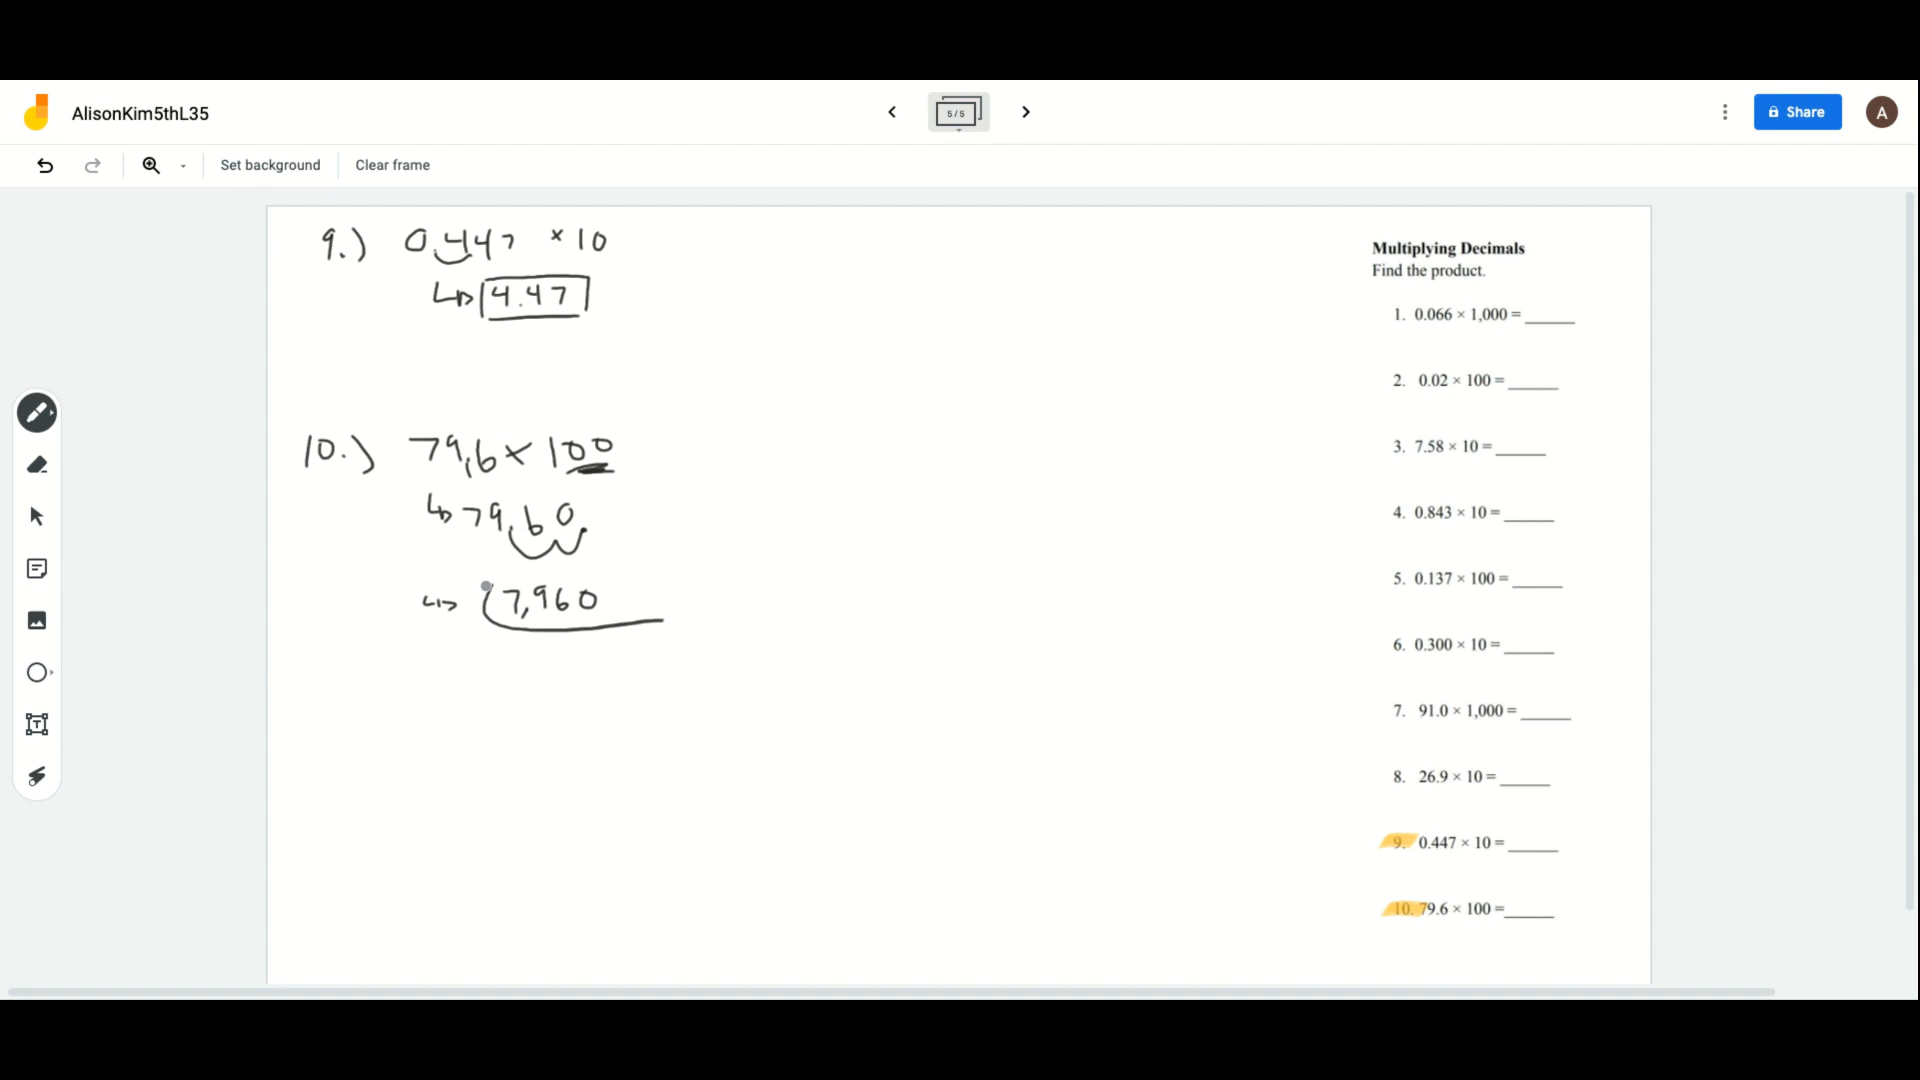 AlisonKim5thL35
5 / 5
Share
A
Set background
Clear frame
9.) 0.447 × 10
↳ 4.47
10.) 79.6 × 100
↳ 79.60.
↳ 7,960
Multiplying Decimals
Find the product.
1. 0.066 × 1,000 = ______
2. 0.02 × 100 = ______
3. 7.58 × 10 = ______
4. 0.843 × 10 = ______
5. 0.137 × 100 = ______
6. 0.300 × 10 = ______
7. 91.0 × 1,000 = ______
8. 26.9 × 10 = ______
9. 0.447 × 10 = ______
10. 79.6 × 100 = ______